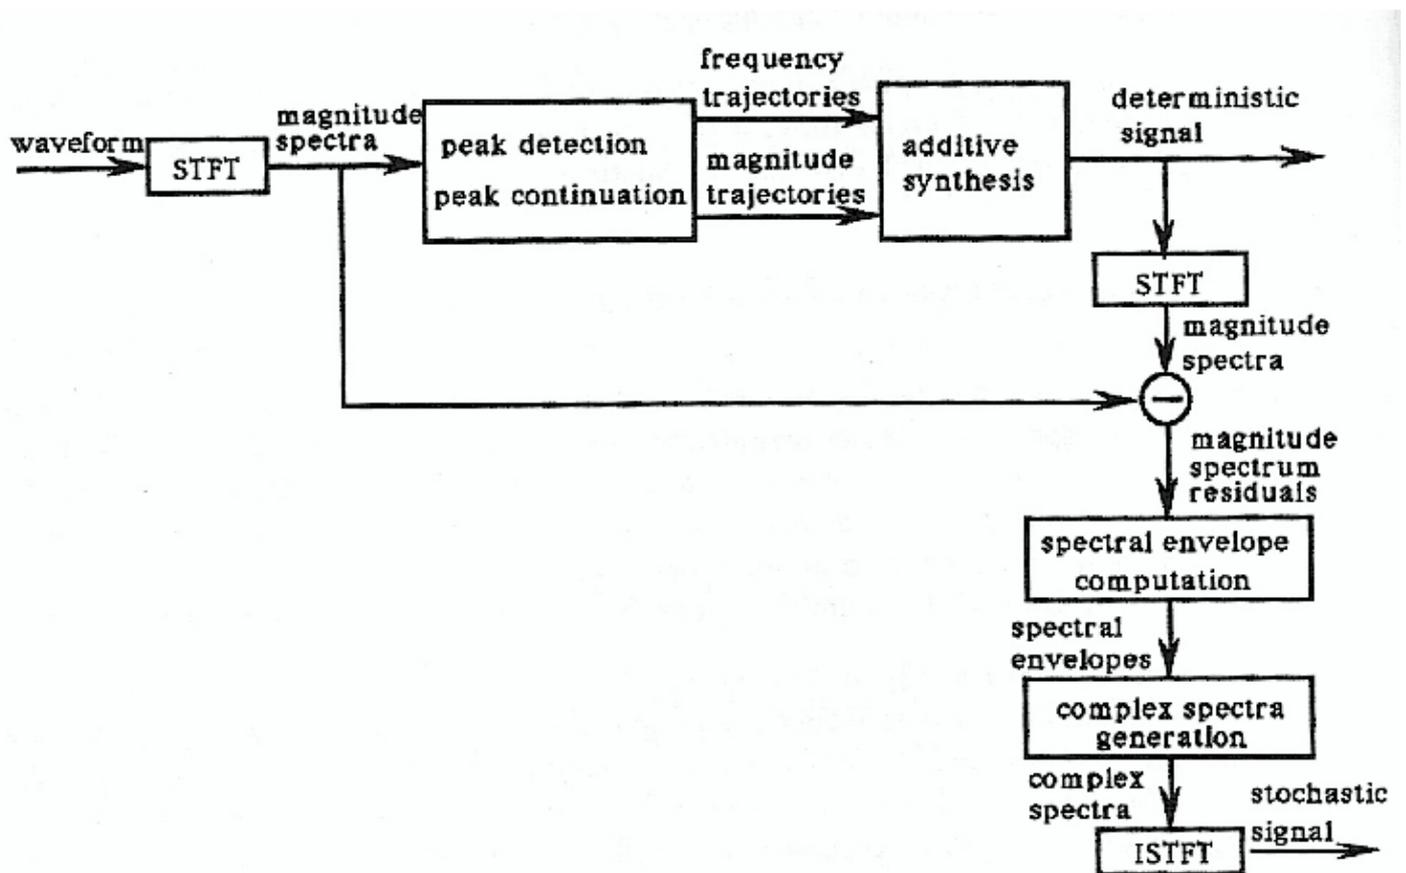 waveform
STFT
magnitude
spectra
peak detection
peak continuation
frequency
trajectories
magnitude
trajectories
additive
synthesis
deterministic
signal
STFT
magnitude
spectra
magnitude
spectrum
residuals
spectral envelope
computation
spectral
envelopes
complex spectra
generation
complex
spectra
ISTFT
stochastic
signal